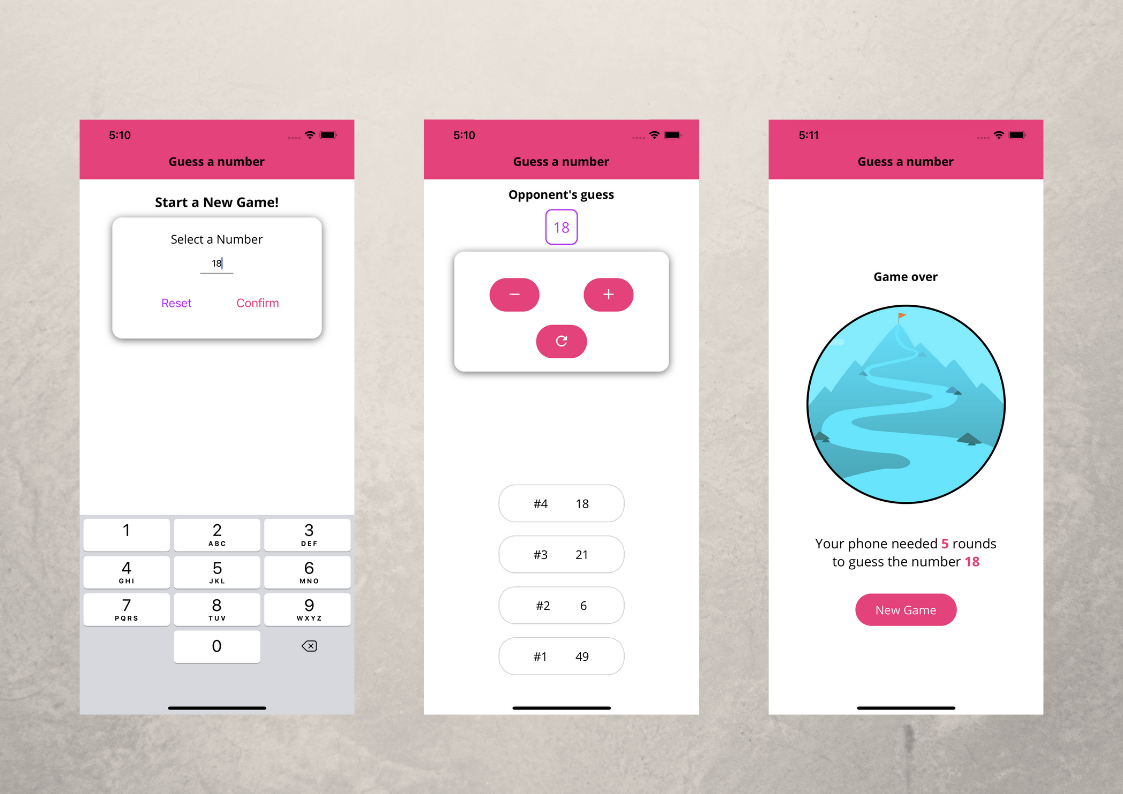 5:10
Guess a number
Start a New Game!
Select a Number
18
Reset Confirm
1 2 3
ABC DEF
4 5 6
GHI JKL MNO
7 8 9
PQRS TUV WXYZ
0
5:10
Guess a number
Opponent's guess
18
− +
#4 18
#3 21
#2 6
#1 49
5:11
Guess a number
Game over
Your phone needed 5 rounds
to guess the number 18
New Game